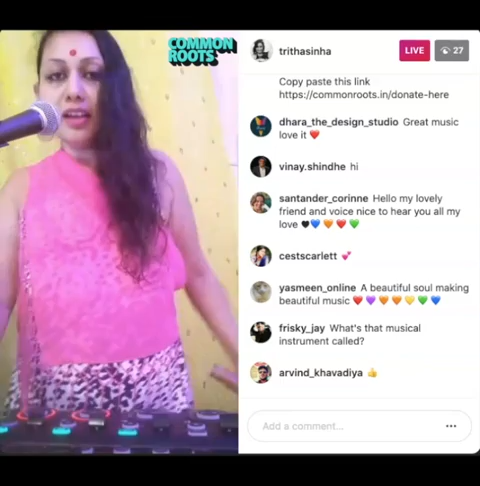 COMMON
ROOTS
trithasinha
LIVE
27
Copy paste this link
https://commonroots.in/donate-here
dhara_the_design_studio Great music
love it ❤️
vinay.shindhe hi
santander_corinne Hello my lovely
friend and voice nice to hear you all my
love 🖤💙🧡❤️💚
cestscarlett 💕
yasmeen_online A beautiful soul making
beautiful music ❤️💜🧡🧡💛💚💙
frisky_jay What's that musical
instrument called?
arvind_khavadiya 👍
Add a comment...